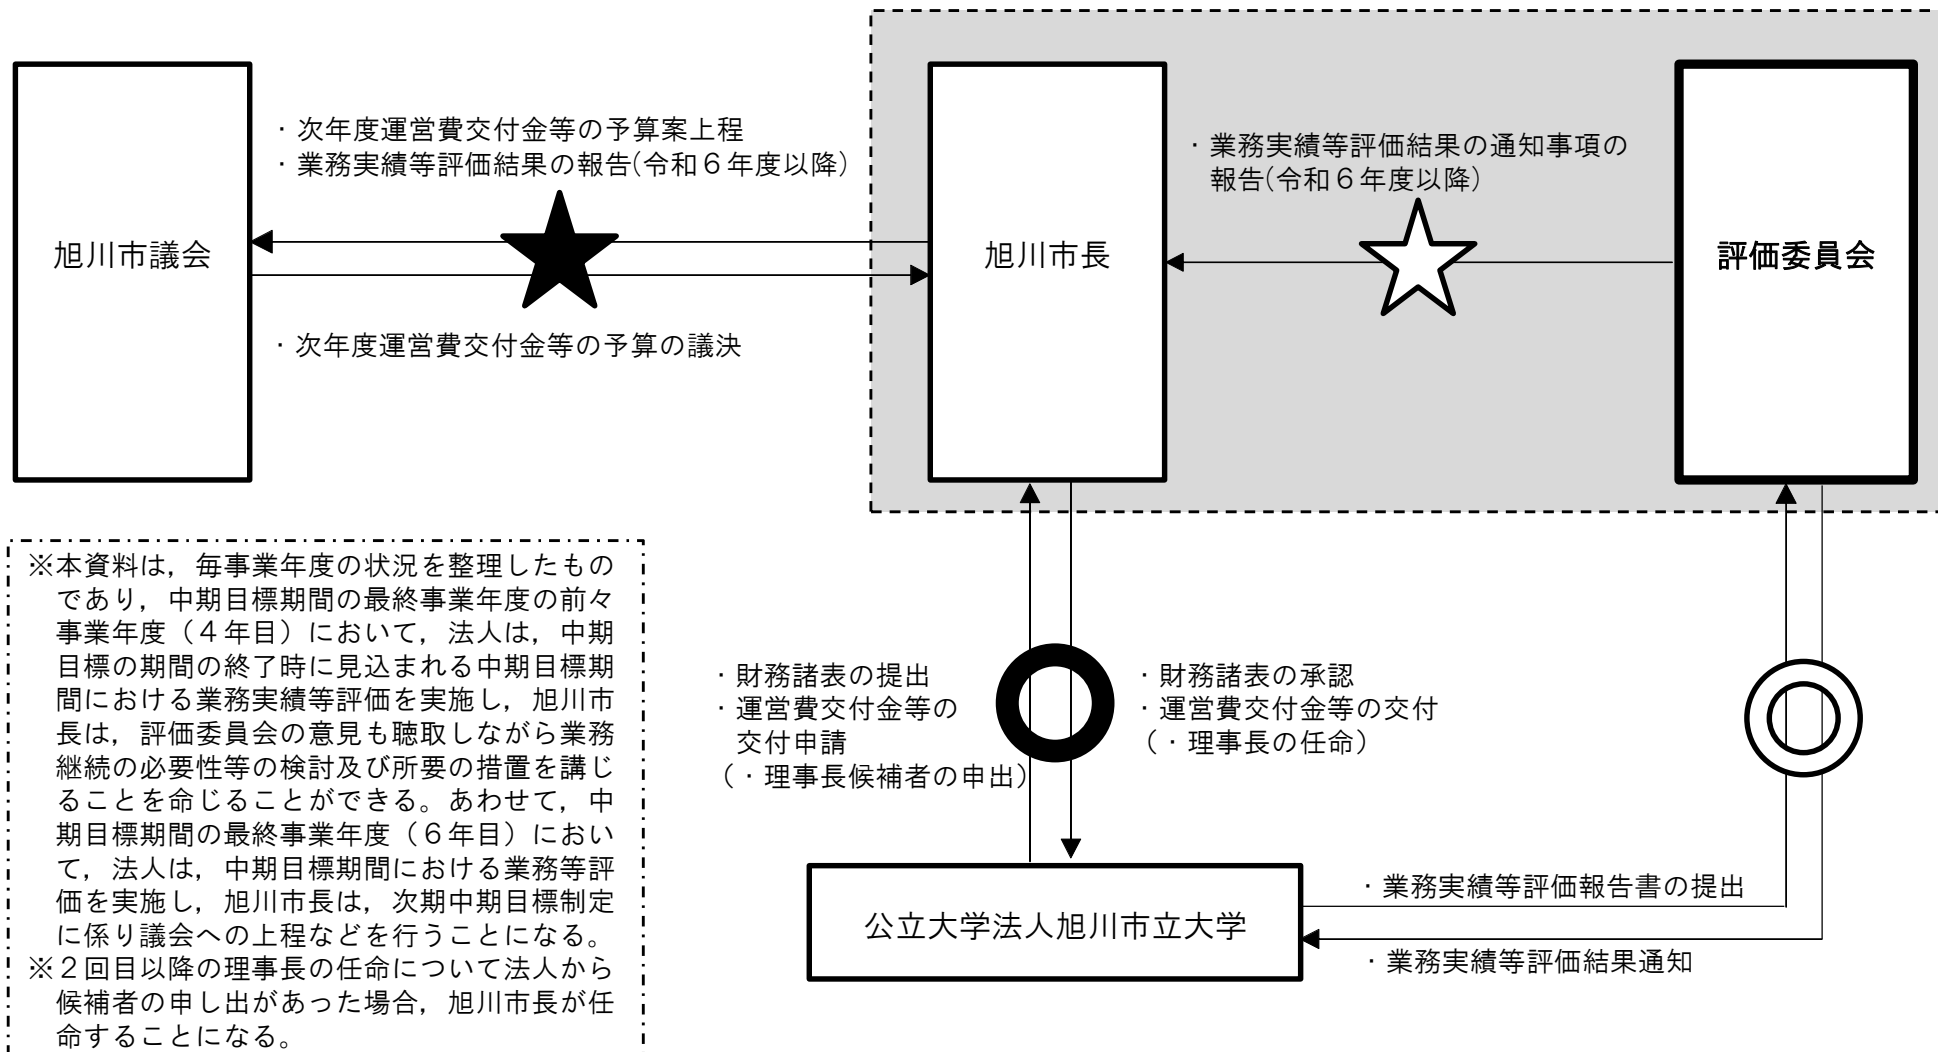 ・次年度運営費交付金等の予算案上程
・業務実績等評価結果の報告(令和６年度以降)
・業務実績等評価結果の通知事項の
報告(令和６年度以降)
旭川市議会
旭川市長
評価委員会
・次年度運営費交付金等の予算の議決
※本資料は，毎事業年度の状況を整理したもの
であり，中期目標期間の最終事業年度の前々
事業年度（４年目）において，法人は，中期
目標の期間の終了時に見込まれる中期目標期
間における業務実績等評価を実施し，旭川市
長は，評価委員会の意見も聴取しながら業務
継続の必要性等の検討及び所要の措置を講じ
ることを命じることができる。あわせて，中
期目標期間の最終事業年度（６年目）におい
て，法人は，中期目標期間における業務等評
価を実施し，旭川市長は，次期中期目標制定
に係り議会への上程などを行うことになる。
※２回目以降の理事長の任命について法人から
候補者の申し出があった場合，旭川市長が任
命することになる。
・財務諸表の提出
・運営費交付金等の
交付申請
（・理事長候補者の申出）
・財務諸表の承認
・運営費交付金等の交付
（・理事長の任命）
公立大学法人旭川市立大学
・業務実績等評価報告書の提出
・業務実績等評価結果通知